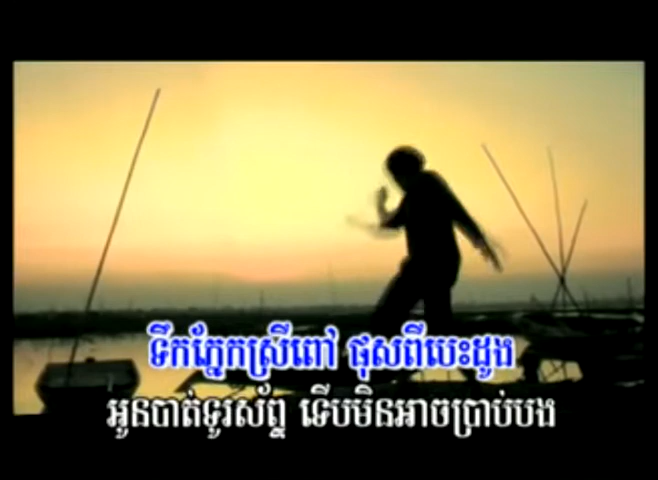 ទឹកភ្នែកស្រីពៅ ផុសពីបេះដូង
អូនបាត់ទូរស័ព្ទ ទើបមិនអាចប្រាប់បង